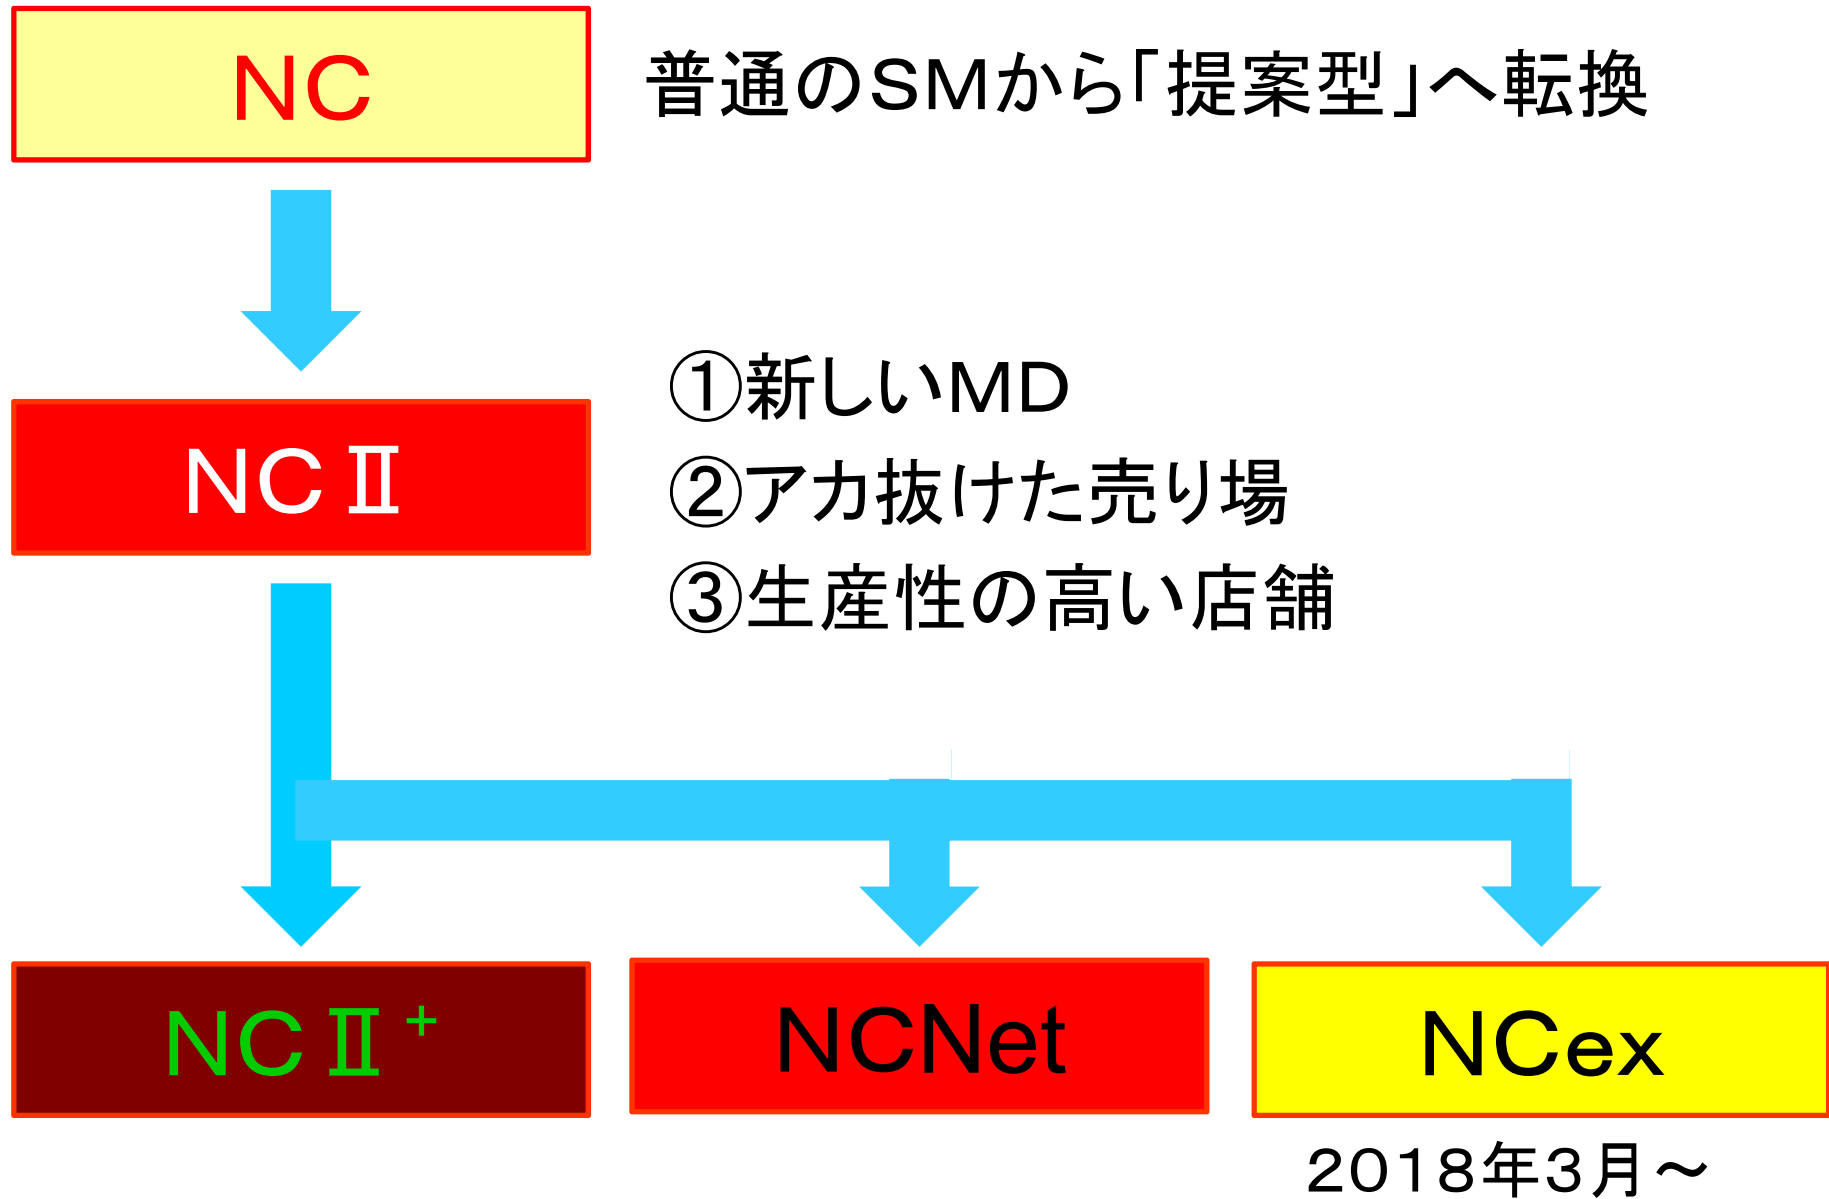 ＮＣ
普通のＳＭから「提案型」へ転換
①新しいＭＤ
ＮＣⅡ
②アカ抜けた売り場
③生産性の高い店舗
ＮＣⅡ⁺
ＮＣNet
ＮＣex
２０１８年３月～